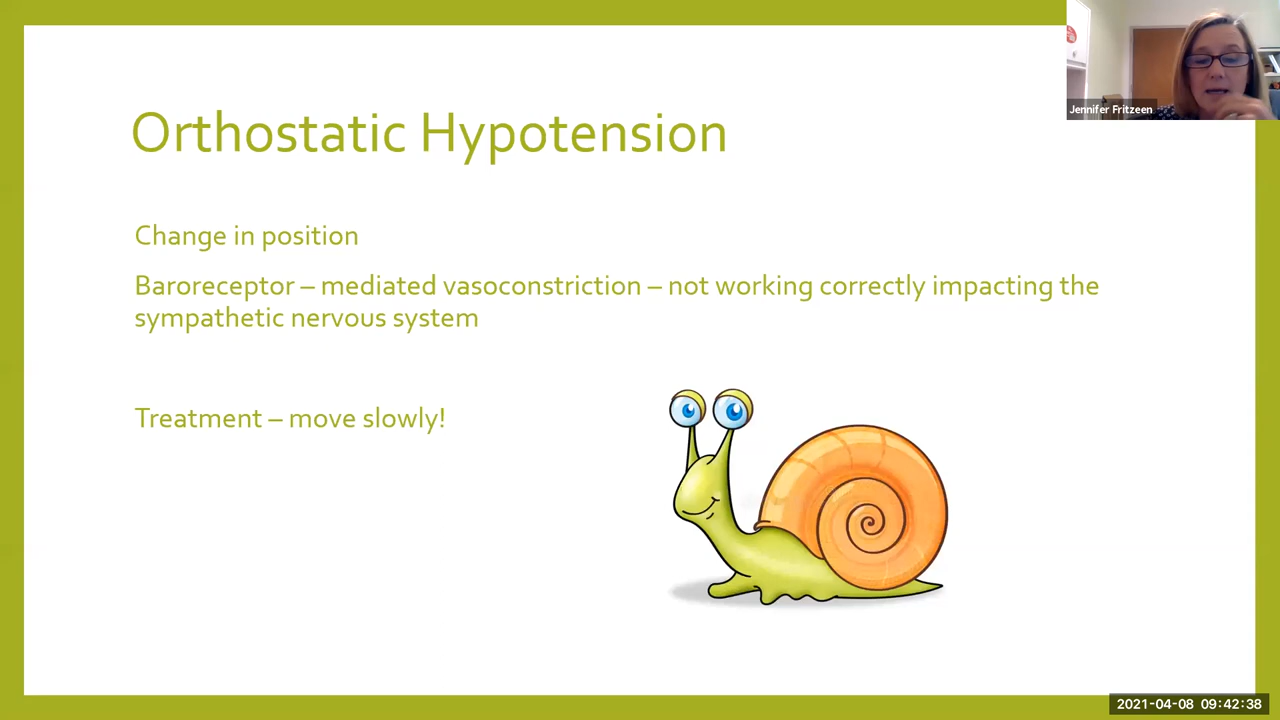 Jennifer Fritzeen
Orthostatic Hypotension
Change in position
Baroreceptor – mediated vasoconstriction – not working correctly impacting the
sympathetic nervous system
Treatment – move slowly!
2021-04-08 09:42:38